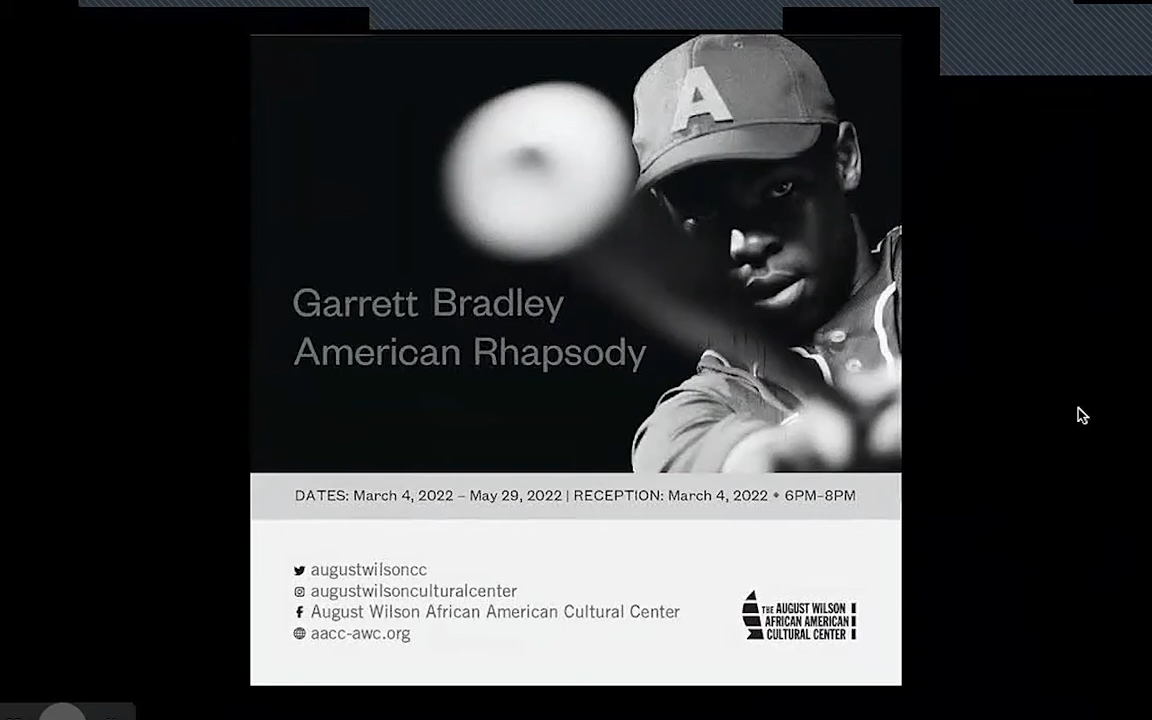 A
Garrett Bradley
American Rhapsody
DATES: March 4, 2022 – May 29, 2022 | RECEPTION: March 4, 2022 • 6PM–8PM
augustwilsoncc
augustwilsonculturalcenter
August Wilson African American Cultural Center
aacc-awc.org
THE AUGUST WILSON
AFRICAN AMERICAN
CULTURAL CENTER